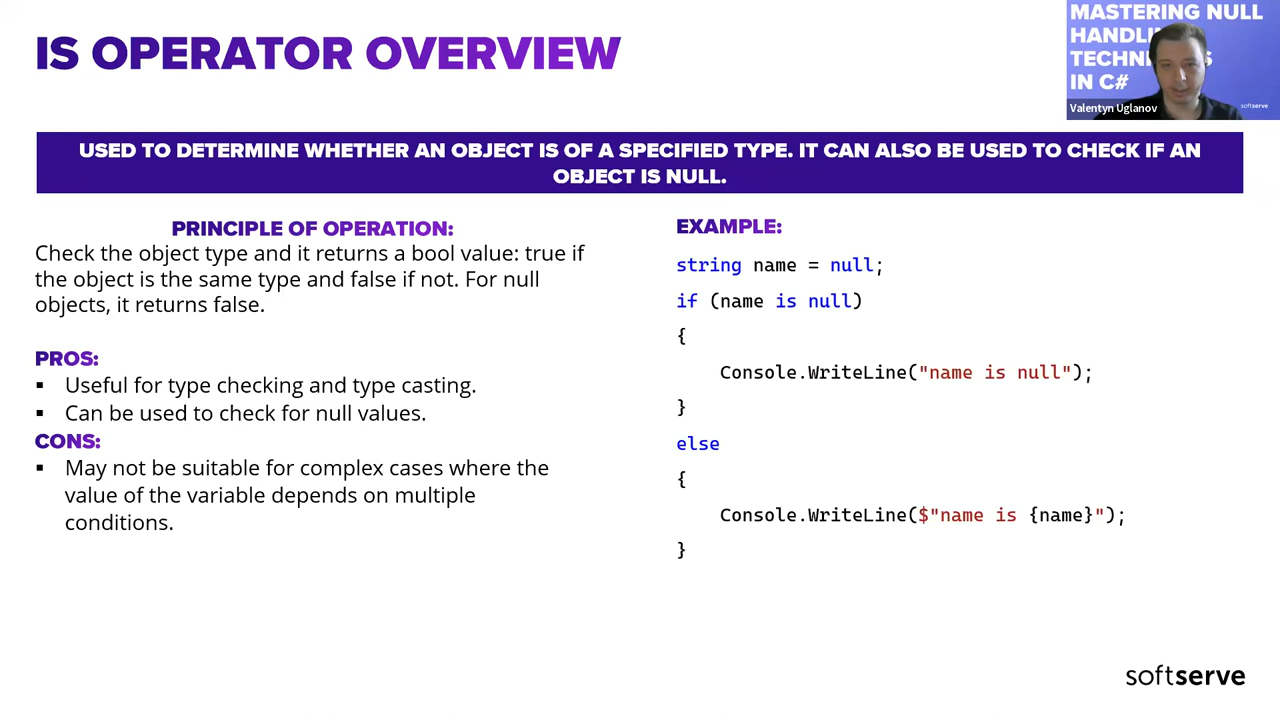 IS OPERATOR OVERVIEW
MASTERING NULL
HANDLI
TECHNI S
IN C#
Valentyn Uglanov
softserve
USED TO DETERMINE WHETHER AN OBJECT IS OF A SPECIFIED TYPE. IT CAN ALSO BE USED TO CHECK IF AN
OBJECT IS NULL.
PRINCIPLE OF OPERATION:
Check the object type and it returns a bool value: true if
the object is the same type and false if not. For null
objects, it returns false.
PROS:
▪ Useful for type checking and type casting.
▪ Can be used to check for null values.
CONS:
▪ May not be suitable for complex cases where the
value of the variable depends on multiple
conditions.
EXAMPLE:
string name = null;
if (name is null)
{
Console.WriteLine("name is null");
}
else
{
Console.WriteLine($"name is {name}");
}
softserve